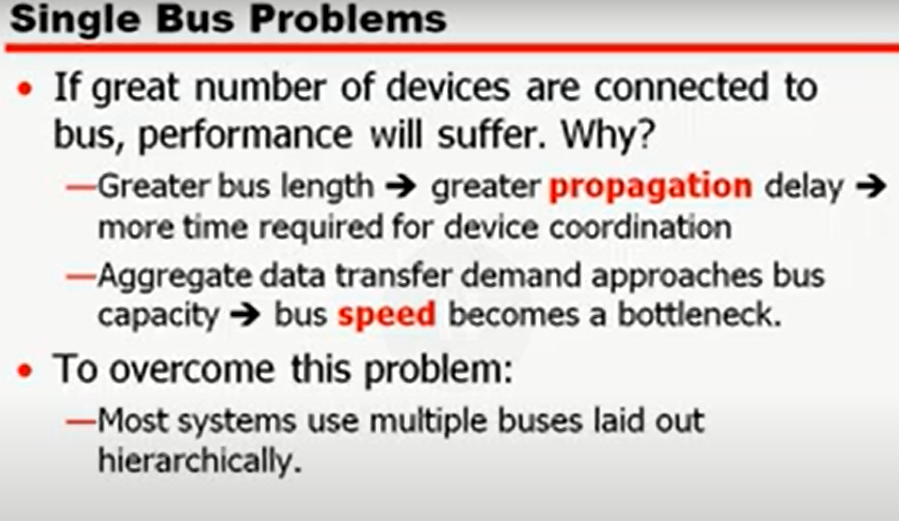 Single Bus Problems
• If great number of devices are connected to
bus, performance will suffer. Why?
—Greater bus length ➔ greater propagation delay ➔
more time required for device coordination
—Aggregate data transfer demand approaches bus
capacity ➔ bus speed becomes a bottleneck.
• To overcome this problem:
—Most systems use multiple buses laid out
hierarchically.